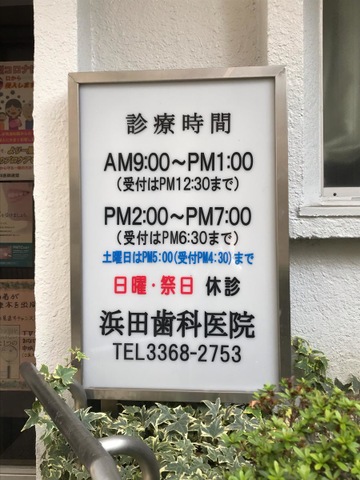 診療時間
AM9:00～PM1:00
(受付はPM12:30まで)
PM2:00～PM7:00
(受付はPM6:30まで)
土曜日はPM5:00(受付PM4:30)まで
日曜・祭日 休診
浜田歯科医院
TEL3368-2753